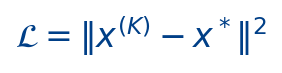 ℒ = ‖x⁽ᴷ⁾ − x*‖²